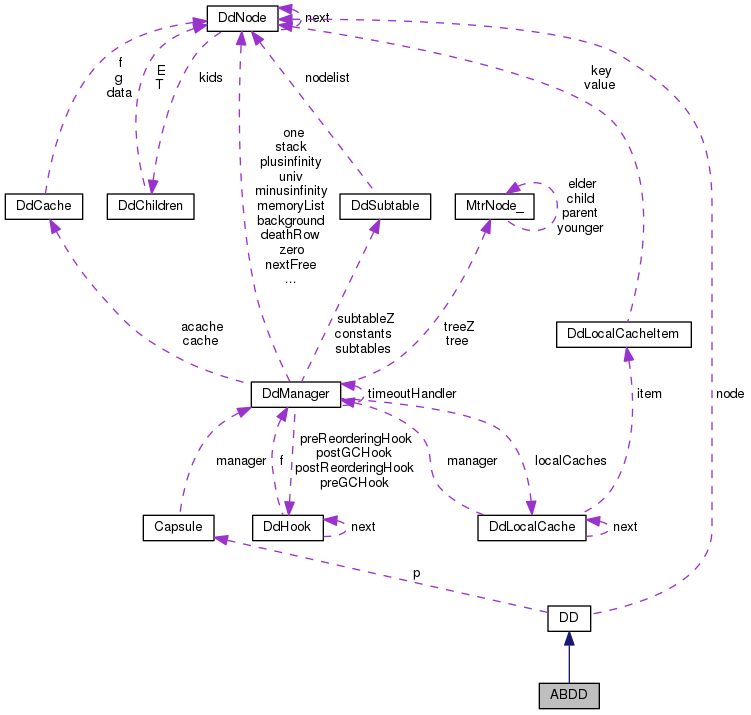 DdNode
next
f
g
data
E
T
kids
nodelist
key
value
one
stack
plusinfinity
univ
minusinfinity
memoryList
background
deathRow
zero
nextFree
...
elder
child
parent
younger
DdCache
DdChildren
DdSubtable
MtrNode_
acache
cache
subtableZ
constants
subtables
treeZ
tree
DdLocalCacheItem
DdManager
timeoutHandler
item
node
manager
f
preReorderingHook
postGCHook
postReorderingHook
preGCHook
manager
localCaches
Capsule
DdHook
next
DdLocalCache
next
p
DD
ABDD